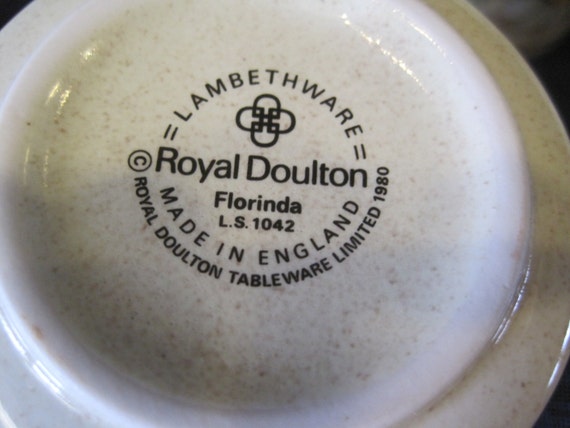 = LAMBETHWARE =
Royal Doulton
Florinda
L.S. 1042
MADE IN ENGLAND
© ROYAL DOULTON TABLEWARE LIMITED 1980